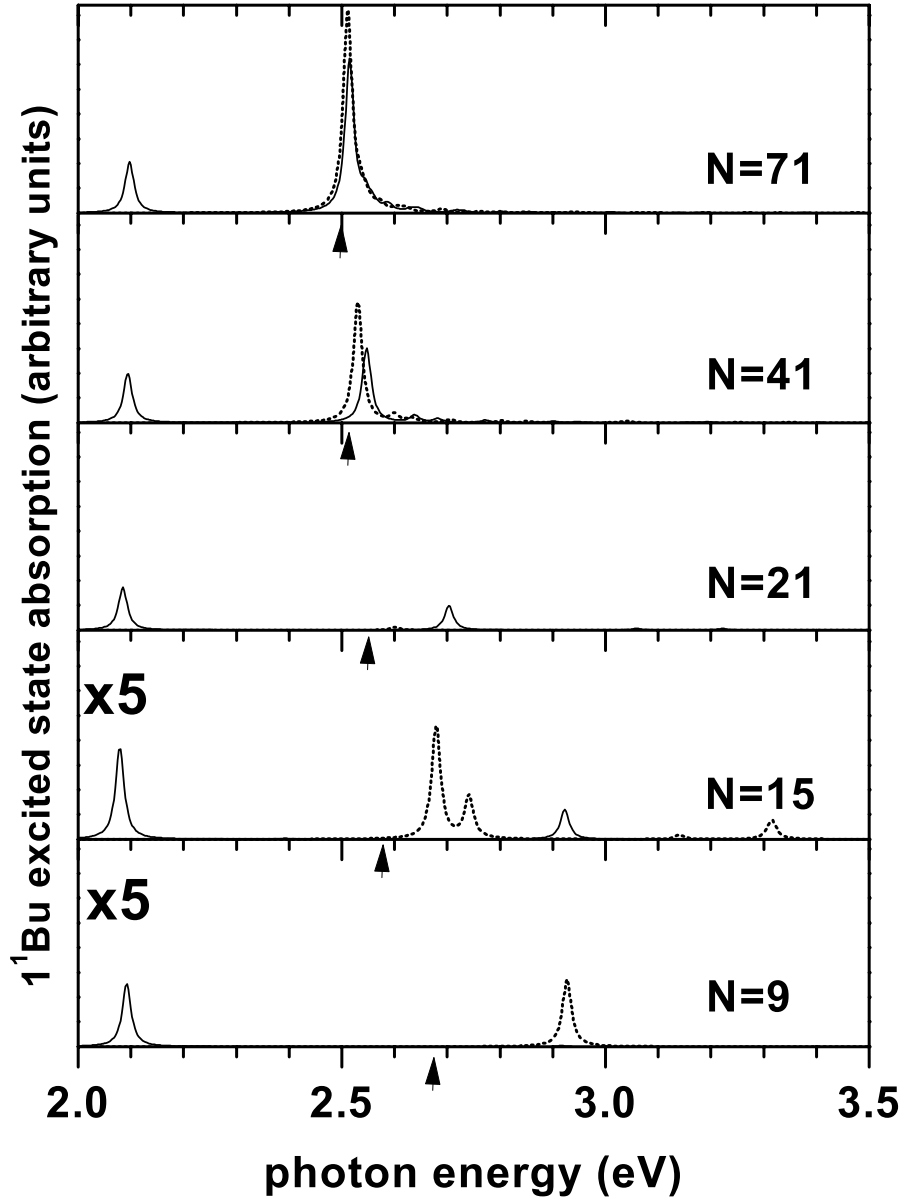 1¹Bu excited state absorption (arbitrary units)
N=71
N=41
N=21
x5
N=15
x5
N=9
2.0 2.5 3.0 3.5
photon energy (eV)